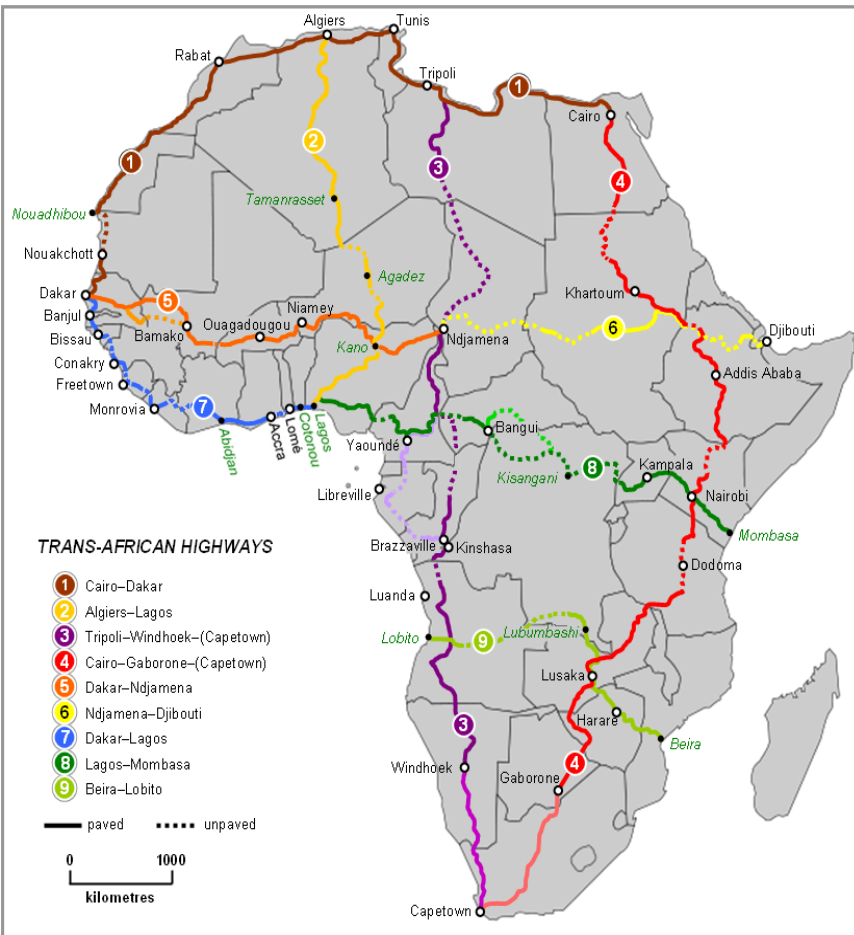 Algiers
Tunis
Rabat
Tripoli
1
Cairo
2
1
3
4
Tamanrasset
Nouadhibou
Nouakchott
Agadez
Dakar
5
Khartoum
Banjul
Niamey
Bamako
Ouagadougou
6
Djibouti
Bissau
Kano
Ndjamena
Conakry
Addis Ababa
Freetown
Monrovia
7
Abidjan
Accra
Lomé
Cotonou
Lagos
Yaoundé
Bangui
Kisangani
8
Kampala
Libreville
Nairobi
Mombasa
Brazzaville
Kinshasa
Dodoma
Luanda
Lobito
9
Lubumbashi
Lusaka
Harare
3
Beira
Windhoek
4
Gaborone
Capetown
TRANS-AFRICAN HIGHWAYS
1 Cairo–Dakar
2 Algiers–Lagos
3 Tripoli–Windhoek–(Capetown)
4 Cairo–Gaborone–(Capetown)
5 Dakar–Ndjamena
6 Ndjamena–Djibouti
7 Dakar–Lagos
8 Lagos–Mombasa
9 Beira–Lobito
paved unpaved
0 1000
kilometres